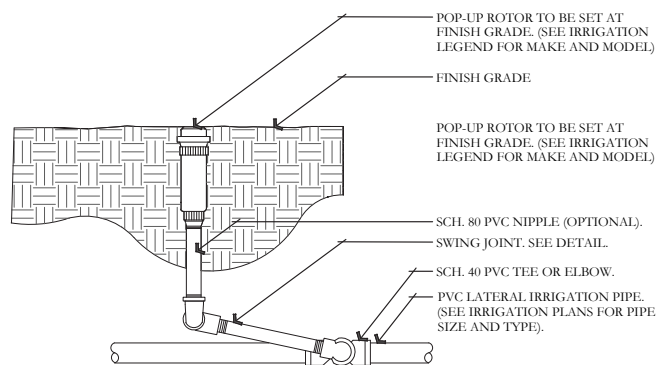 POP-UP ROTOR TO BE SET AT
FINISH GRADE. (SEE IRRIGATION
LEGEND FOR MAKE AND MODEL)
FINISH GRADE
POP-UP ROTOR TO BE SET AT
FINISH GRADE. (SEE IRRIGATION
LEGEND FOR MAKE AND MODEL)
SCH. 80 PVC NIPPLE (OPTIONAL).
SWING JOINT. SEE DETAIL.
SCH. 40 PVC TEE OR ELBOW.
PVC LATERAL IRRIGATION PIPE.
(SEE IRRIGATION PLANS FOR PIPE
SIZE AND TYPE).